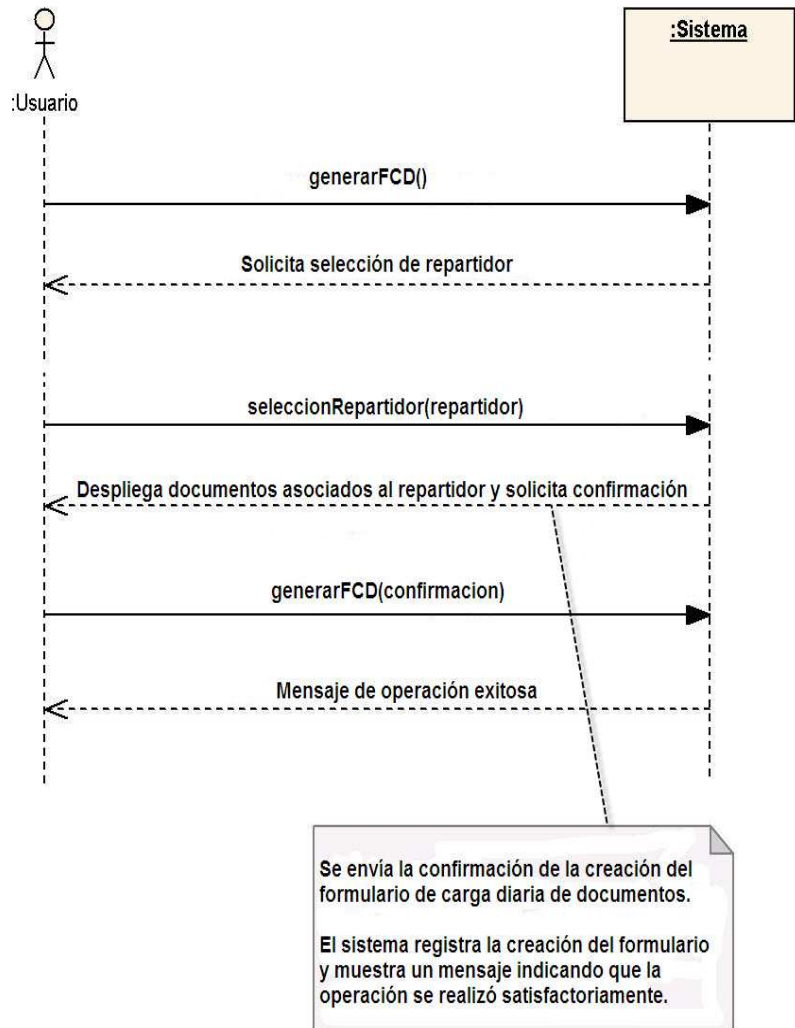 :Sistema
:Usuario
generarFCD()
Solicita selección de repartidor
seleccionRepartidor(repartidor)
Despliega documentos asociados al repartidor y solicita confirmación
generarFCD(confirmacion)
Mensaje de operación exitosa
Se envía la confirmación de la creación del
formulario de carga diaria de documentos.
El sistema registra la creación del formulario
y muestra un mensaje indicando que la
operación se realizó satisfactoriamente.